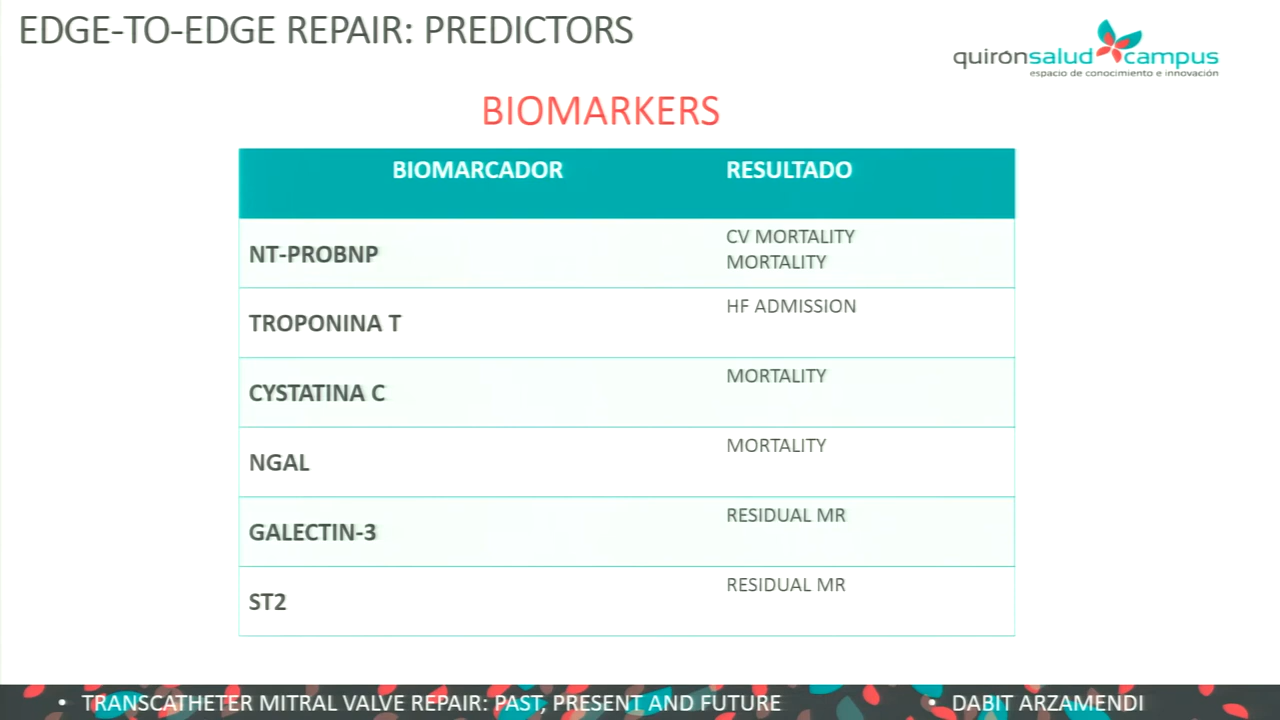 EDGE-TO-EDGE REPAIR: PREDICTORS
quirónsalud campus
espacio de conocimiento e innovación
BIOMARKERS
BIOMARCADOR RESULTADO
NT-PROBNP CV MORTALITY
MORTALITY
TROPONINA T HF ADMISSION
CYSTATINA C MORTALITY
NGAL MORTALITY
GALECTIN-3 RESIDUAL MR
ST2 RESIDUAL MR
• TRANSCATHETER MITRAL VALVE REPAIR: PAST, PRESENT AND FUTURE • DABIT ARZAMENDI